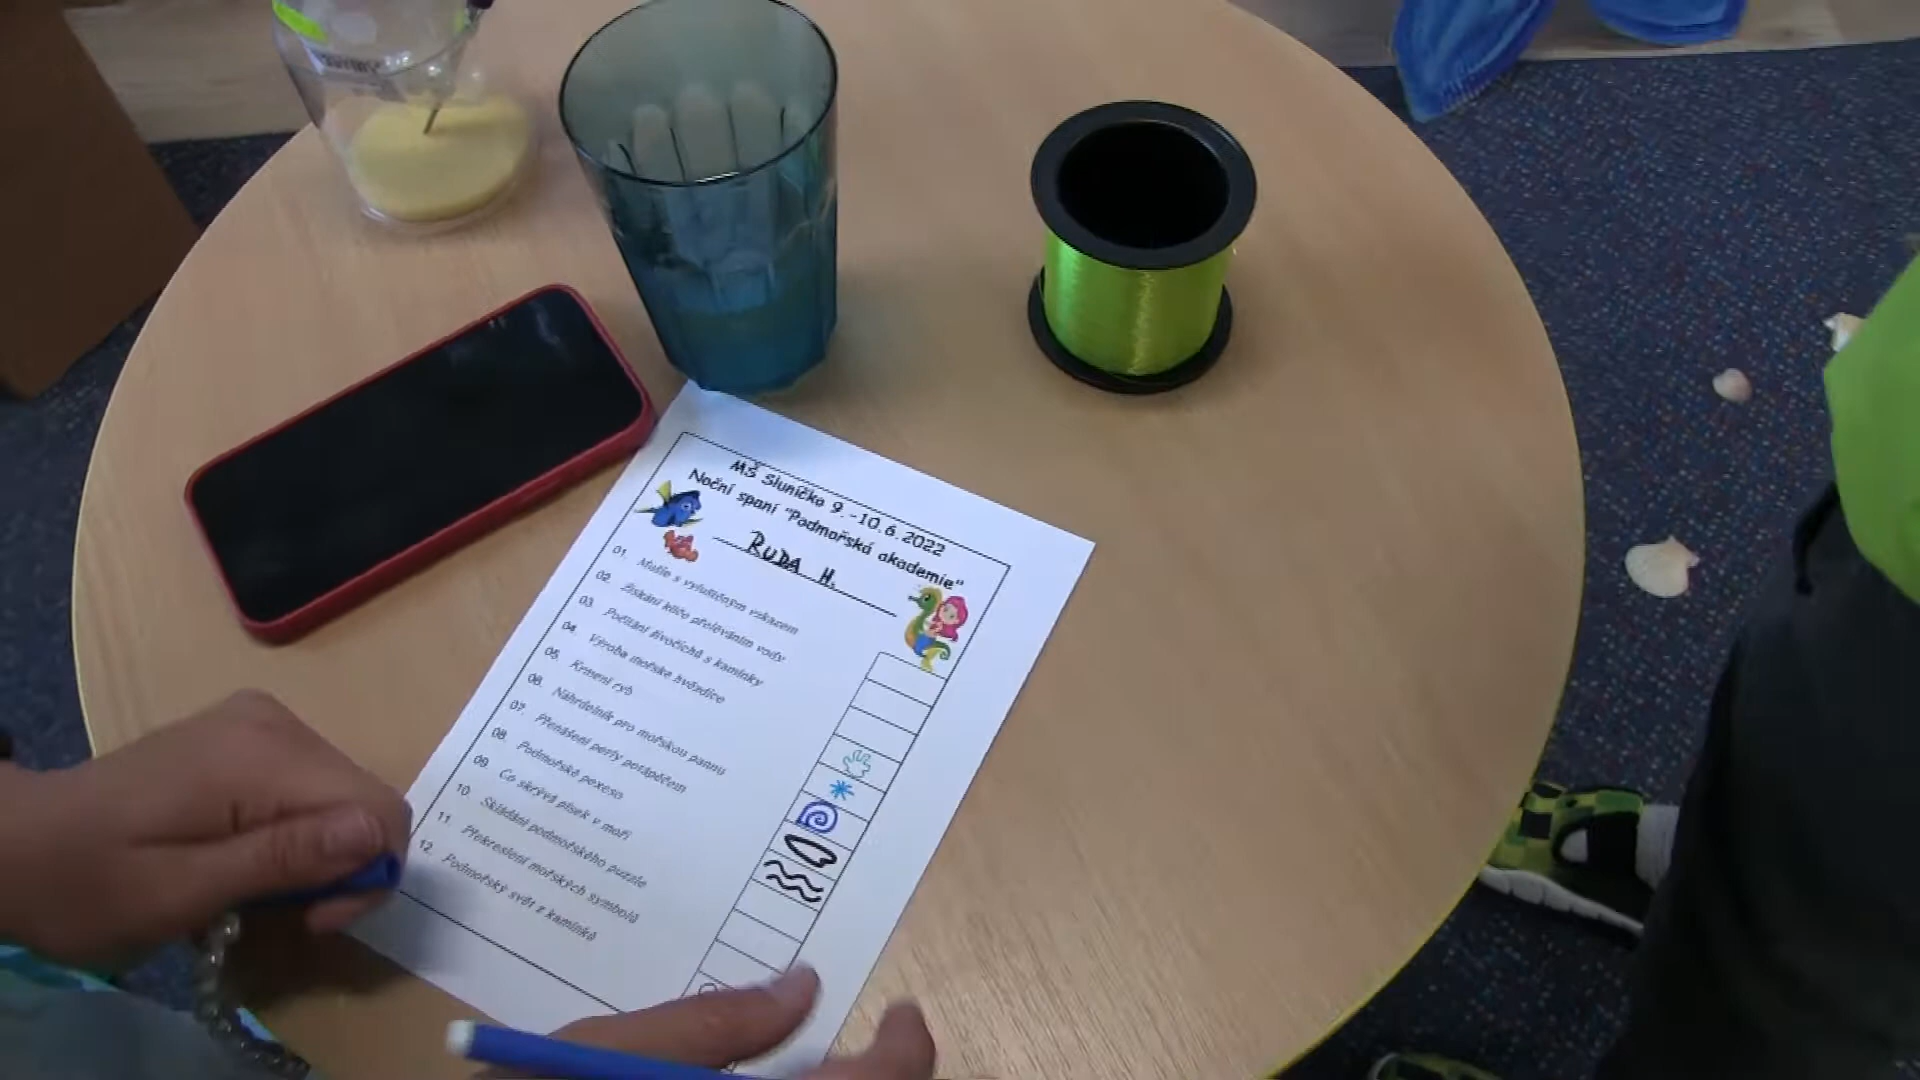 MŠ Sluníčko 9.-10.6.2022
Noční spaní "Podmořská akademie"
RUDA H.
01. Mušle s vyluštěným vzkazem
02. Získání klíče přeléváním vody
03. Počítání živočichů s kamínky
04. Výroba mořské hvězdice
05. Krmení ryb
06. Náhrdelník pro mořskou pannu
07. Přenášení perly potápěčem
08. Podmořské pexeso
09. Co skrývá písek v moři
10. Skládání podmořského puzzle
11. Překreslení mořských symbolů
12. Podmořský svět z kamínků